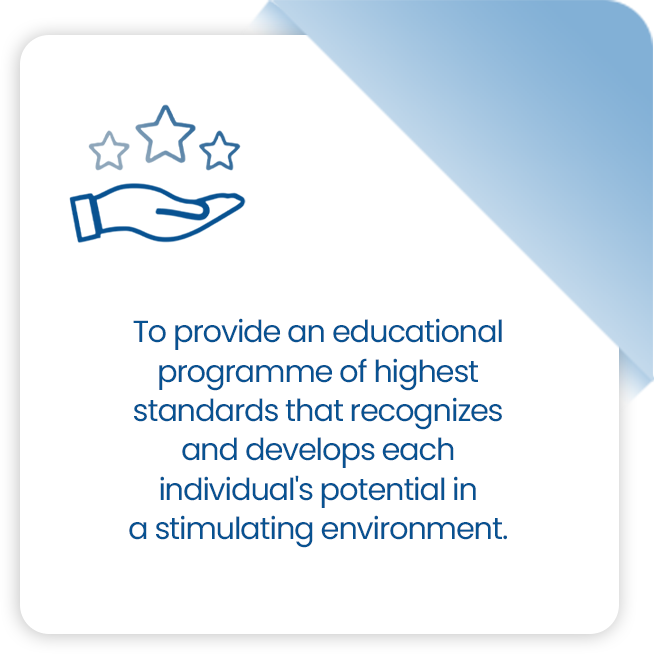 To provide an educational
programme of highest
standards that recognizes
and develops each
individual's potential in
a stimulating environment.